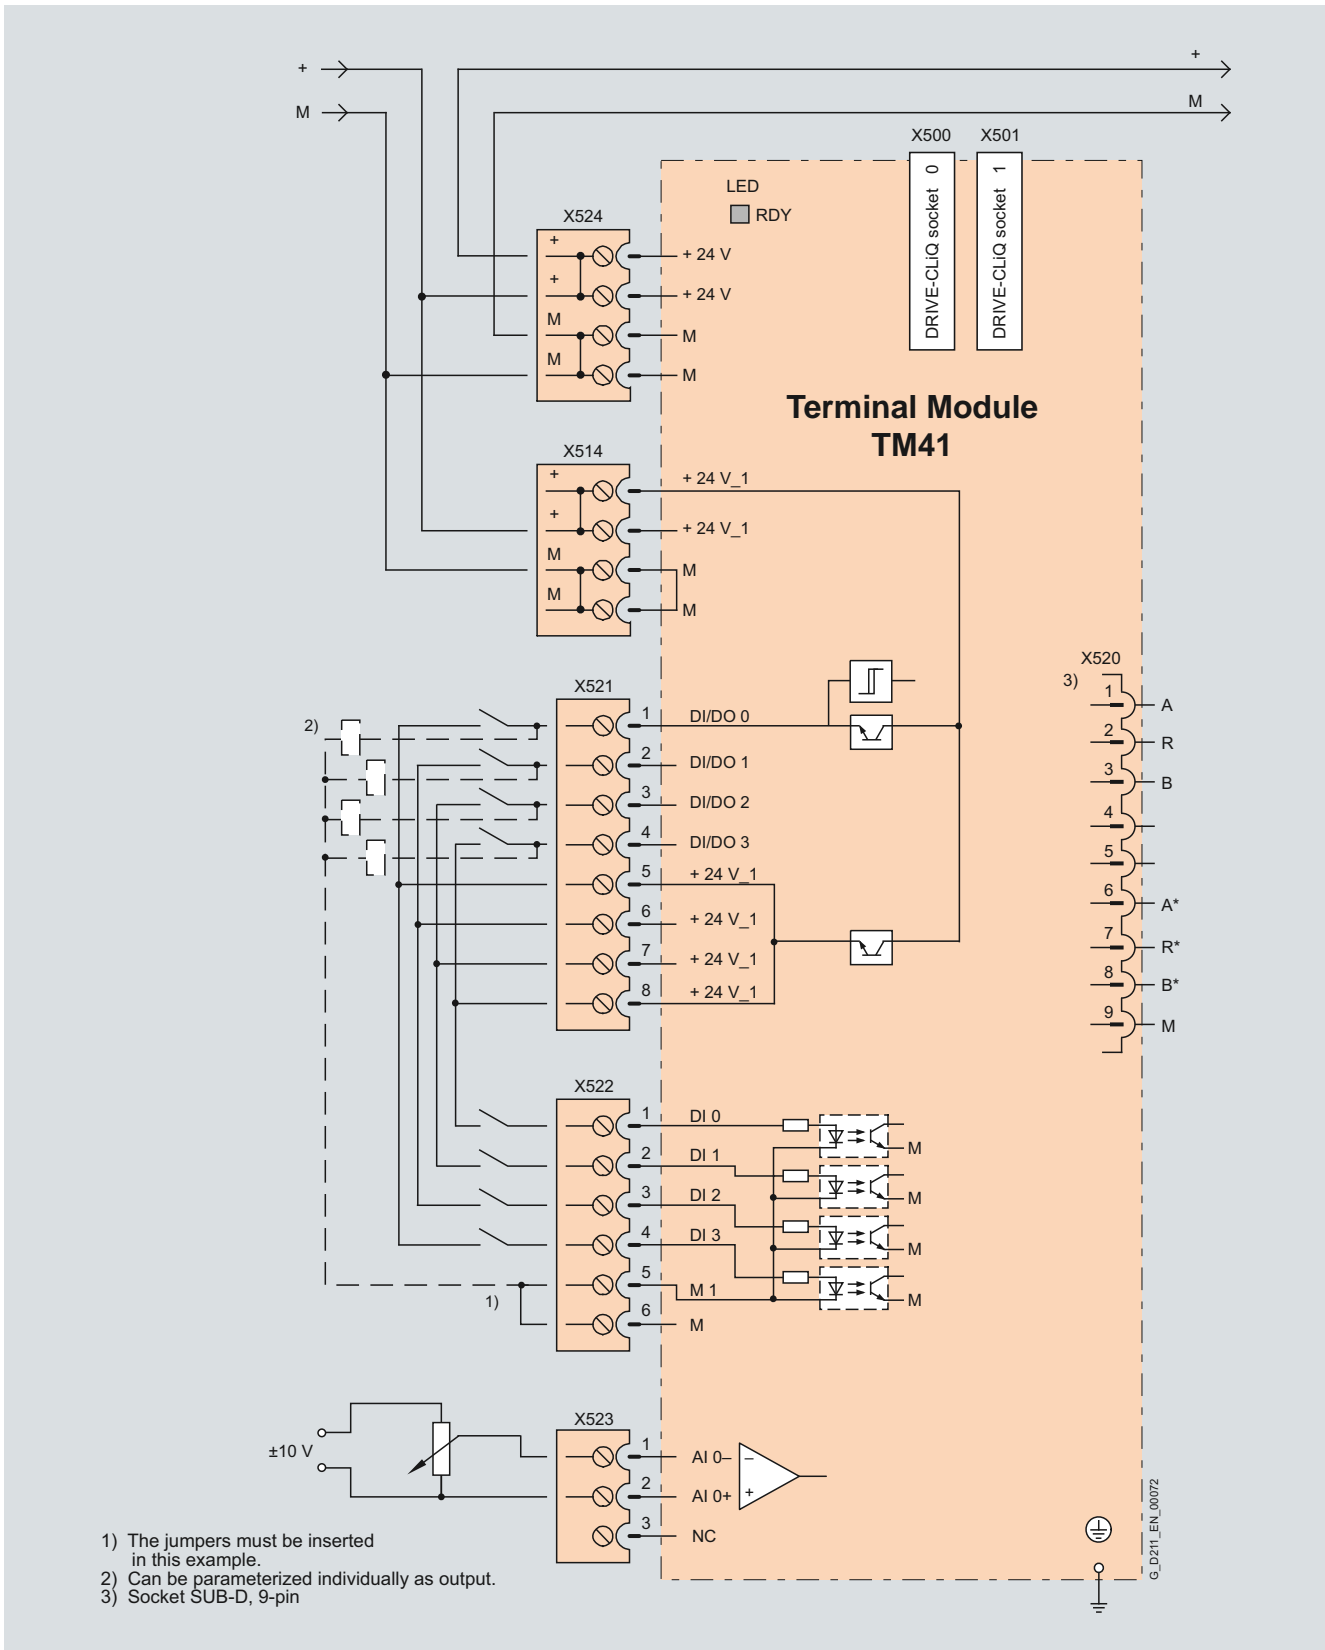 +
+
M
M
X500 X501
DRIVE-CLiQ socket 0
DRIVE-CLiQ socket 1
LED
RDY
X524
+
+ 24 V
+
+ 24 V
M
M
M
M
Terminal Module
TM41
X514
+
+ 24 V_1
+
+ 24 V_1
M
M
M
M
X520
3)
1 A
2 R
3 B
4
5
6 A*
7 R*
8 B*
9 M
X521
2)
1 DI/DO 0
2 DI/DO 1
3 DI/DO 2
4 DI/DO 3
5 + 24 V_1
6 + 24 V_1
7 + 24 V_1
8 + 24 V_1
X522
1 DI 0
M
2 DI 1
M
3 DI 2
M
4 DI 3
M
5 M 1
1)
6 M
X523
±10 V
1 AI 0–
–
2 AI 0+
+
3 NC
G_D211_EN_00072
1) The jumpers must be inserted
in this example.
2) Can be parameterized individually as output.
3) Socket SUB-D, 9-pin